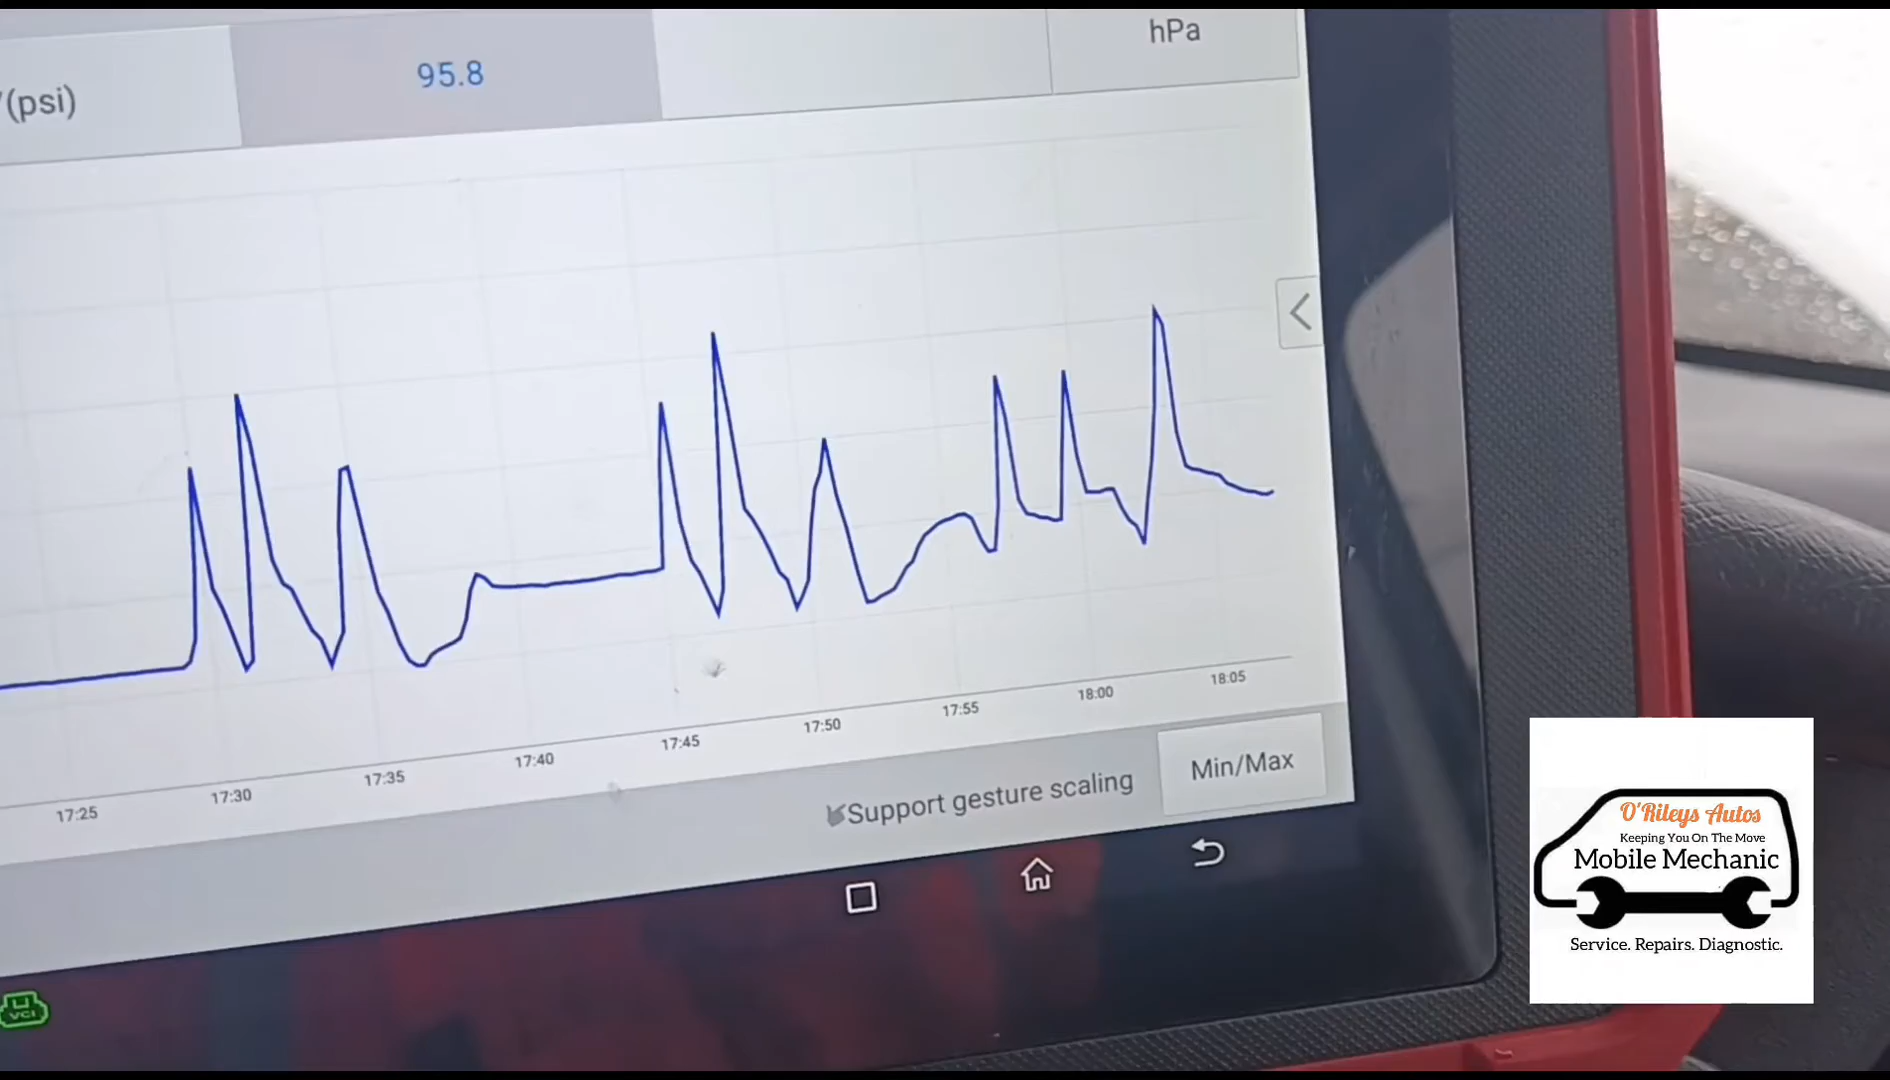 hPa
(psi)
95.8
17:25
17:30
17:35
17:40
17:45
17:50
17:55
18:00
18:05
Support gesture scaling
Min/Max
VCI
O'Rileys Autos
Keeping You On The Move
Mobile Mechanic
Service. Repairs. Diagnostic.